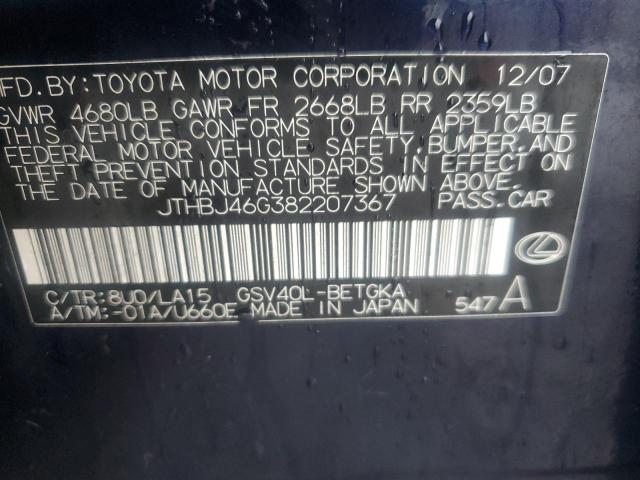 MFD. BY: TOYOTA MOTOR CORPORATION 12/07
GVWR 4680LB GAWR FR 2668LB RR 2359LB
THIS VEHICLE CONFORMS TO ALL APPLICABLE
FEDERAL MOTOR VEHICLE SAFETY, BUMPER, AND
THEFT PREVENTION STANDARDS IN EFFECT ON
THE DATE OF MANUFACTURE SHOWN ABOVE.
JTHBJ46G382207367 PASS. CAR
C/TR: 8U0/LA15 GSV40L-BETGKA
A/TM: -01A/U660E MADE IN JAPAN 547 A